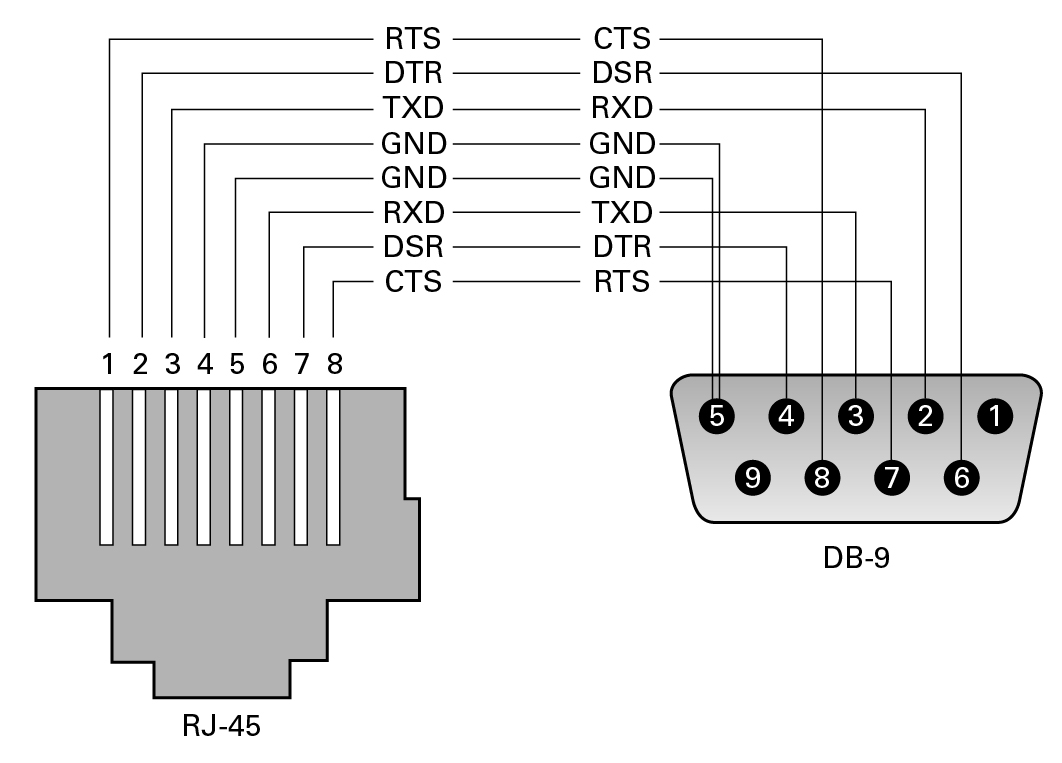 RTS CTS
DTR DSR
TXD RXD
GND GND
GND GND
RXD TXD
DSR DTR
CTS RTS
1 2 3 4 5 6 7 8
5 4 3 2 1
9 8 7 6
DB-9
RJ-45